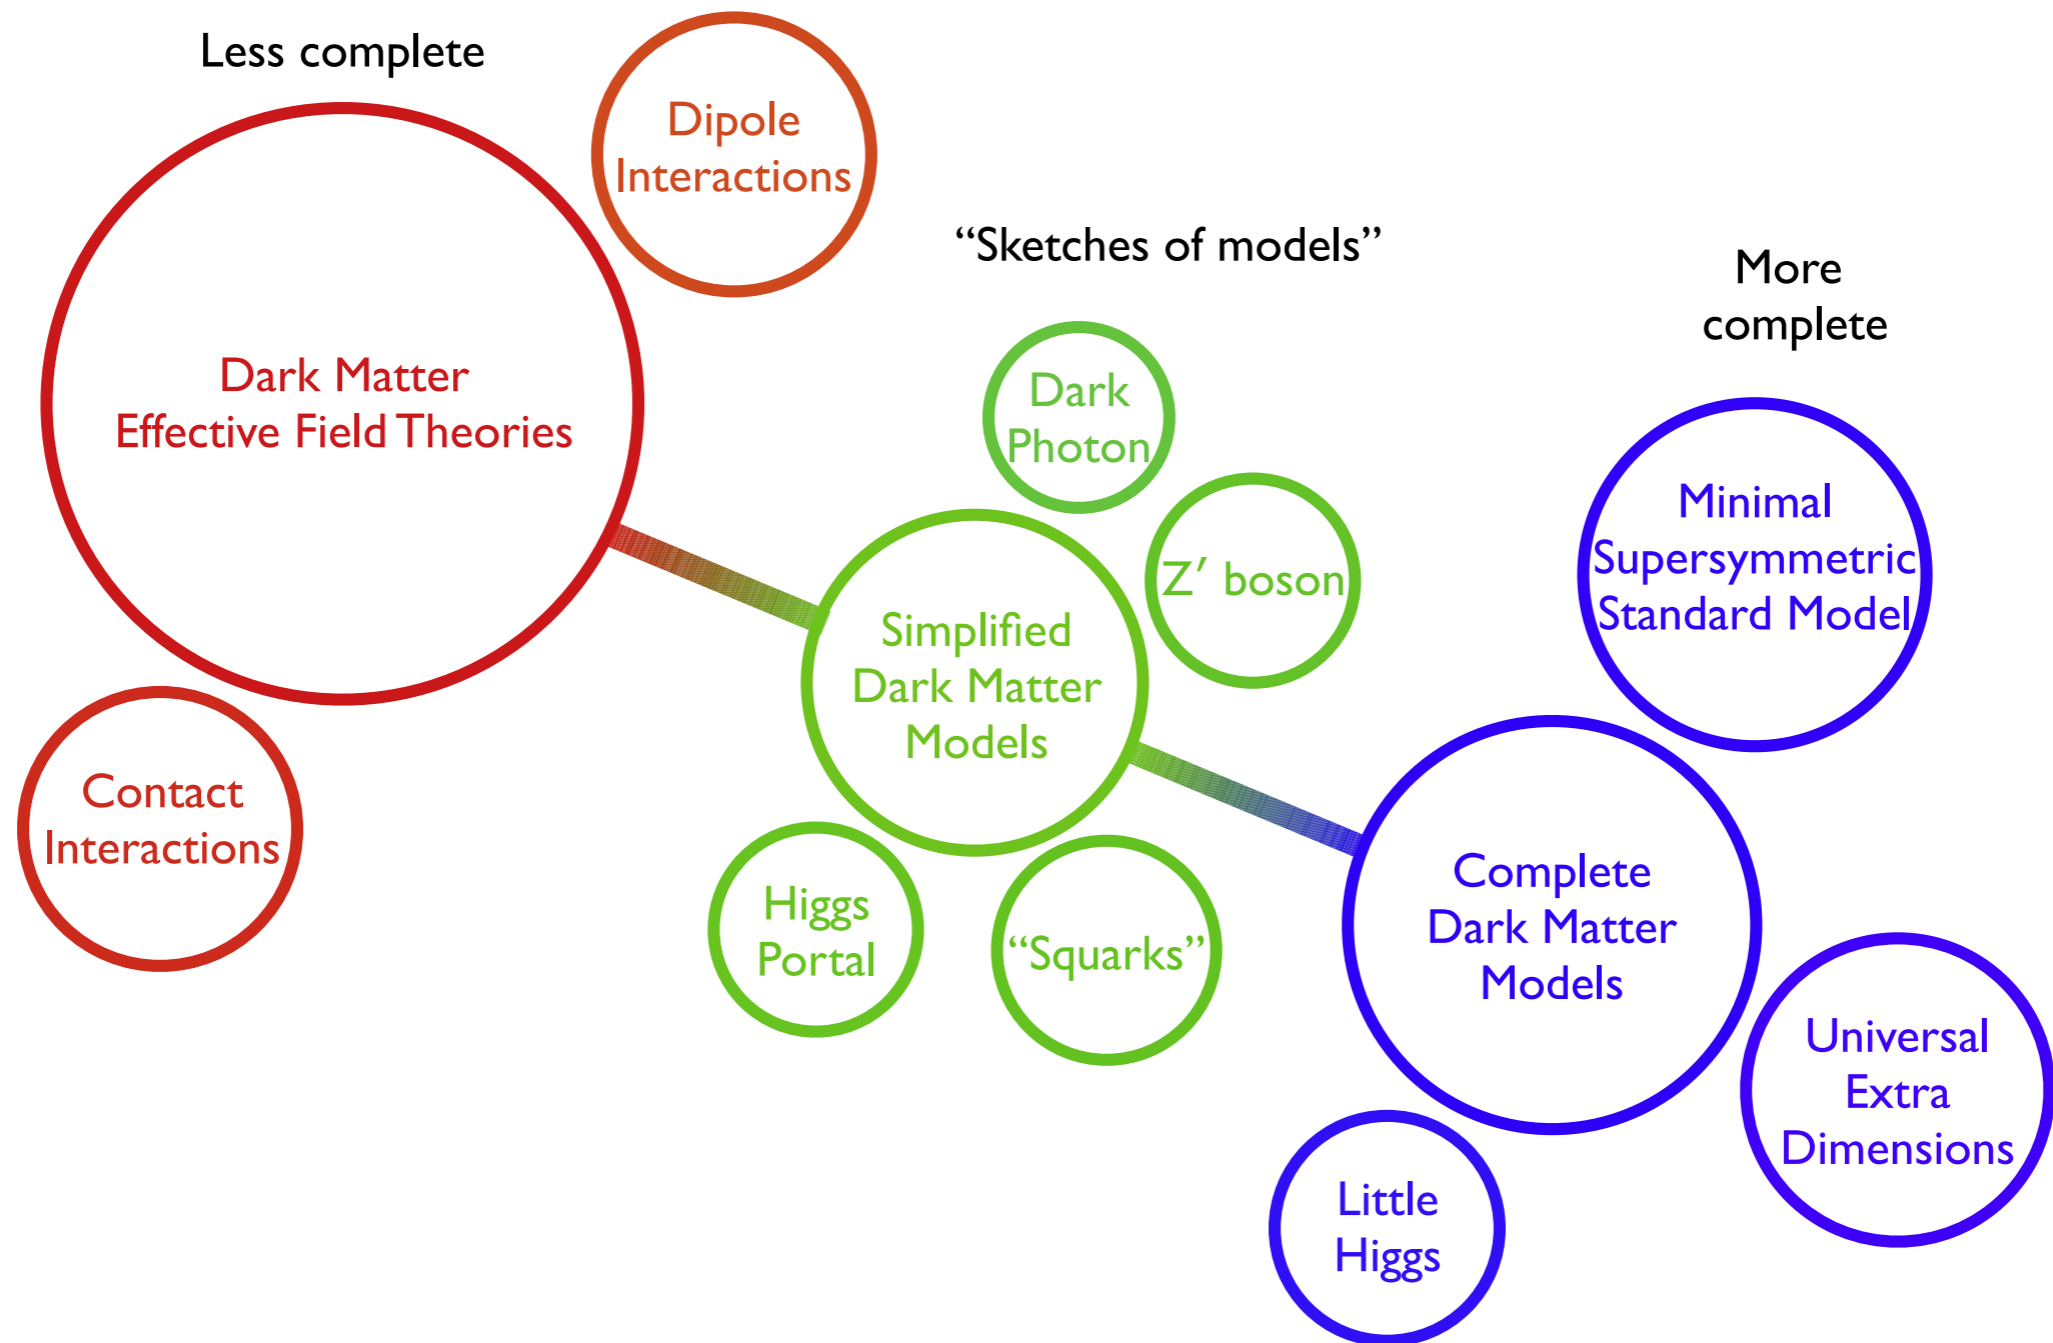 Less complete
Dipole
Interactions
“Sketches of models”
More
complete
Dark Matter
Effective Field Theories
Dark
Photon
Z′ boson
Minimal
Supersymmetric
Standard Model
Simplified
Dark Matter
Models
Contact
Interactions
Higgs
Portal
“Squarks”
Complete
Dark Matter
Models
Universal
Extra
Dimensions
Little
Higgs